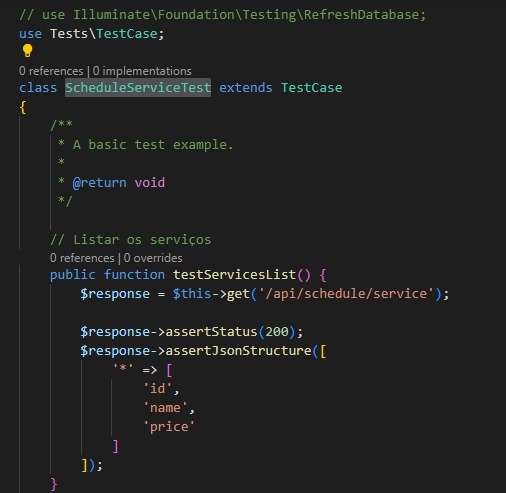 // use Illuminate\Foundation\Testing\RefreshDatabase;
use Tests\TestCase;
0 references | 0 implementations
class ScheduleServiceTest extends TestCase
{
/**
* A basic test example.
*
* @return void
*/
// Listar os serviços
0 references | 0 overrides
public function testServicesList() {
$response = $this->get('/api/schedule/service');
$response->assertStatus(200);
$response->assertJsonStructure([
'*' => [
'id',
'name',
'price'
]
]);
}